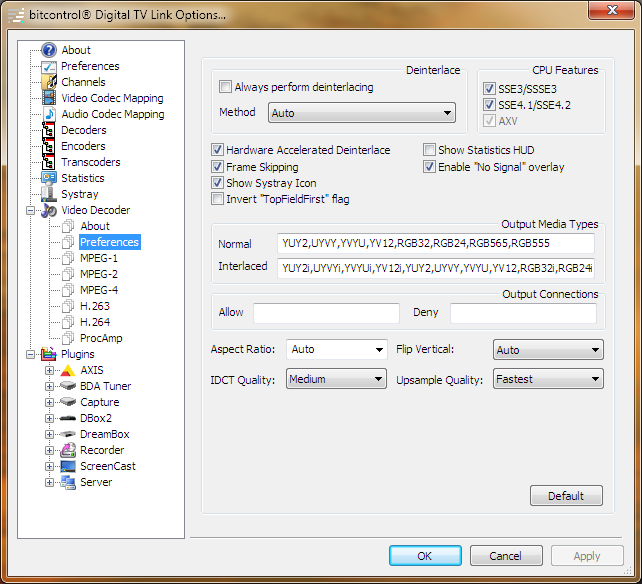 bitcontrol® Digital TV Link Options...
About
Preferences
Channels
Video Codec Mapping
Audio Codec Mapping
Decoders
Encoders
Transcoders
Statistics
Systray
Video Decoder
About
Preferences
MPEG-1
MPEG-2
MPEG-4
H.263
H.264
ProcAmp
Plugins
AXIS
BDA Tuner
Capture
DBox2
DreamBox
Recorder
ScreenCast
Server
Deinterlace
Always perform deinterlacing
Method Auto
CPU Features
SSE3/SSSE3
SSE4.1/SSE4.2
AXV
Hardware Accelerated Deinterlace
Show Statistics HUD
Frame Skipping
Enable "No Signal" overlay
Show Systray Icon
Invert "TopFieldFirst" flag
Output Media Types
Normal YUY2,UYVY,YVYU,YV12,RGB32,RGB24,RGB565,RGB555
Interlaced YUY2i,UYVYi,YVYUi,YV12i,YUY2,UYVY,YVYU,YV12,RGB32i,RGB24i
Output Connections
Allow Deny
Aspect Ratio: Auto Flip Vertical: Auto
IDCT Quality: Medium Upsample Quality: Fastest
Default
OK Cancel Apply